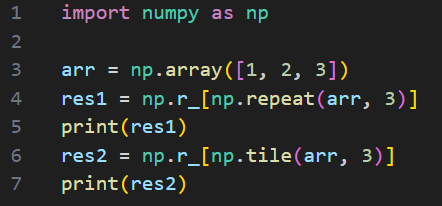 1 import numpy as np
2
3 arr = np.array([1, 2, 3])
4 res1 = np.r_[np.repeat(arr, 3)]
5 print(res1)
6 res2 = np.r_[np.tile(arr, 3)]
7 print(res2)